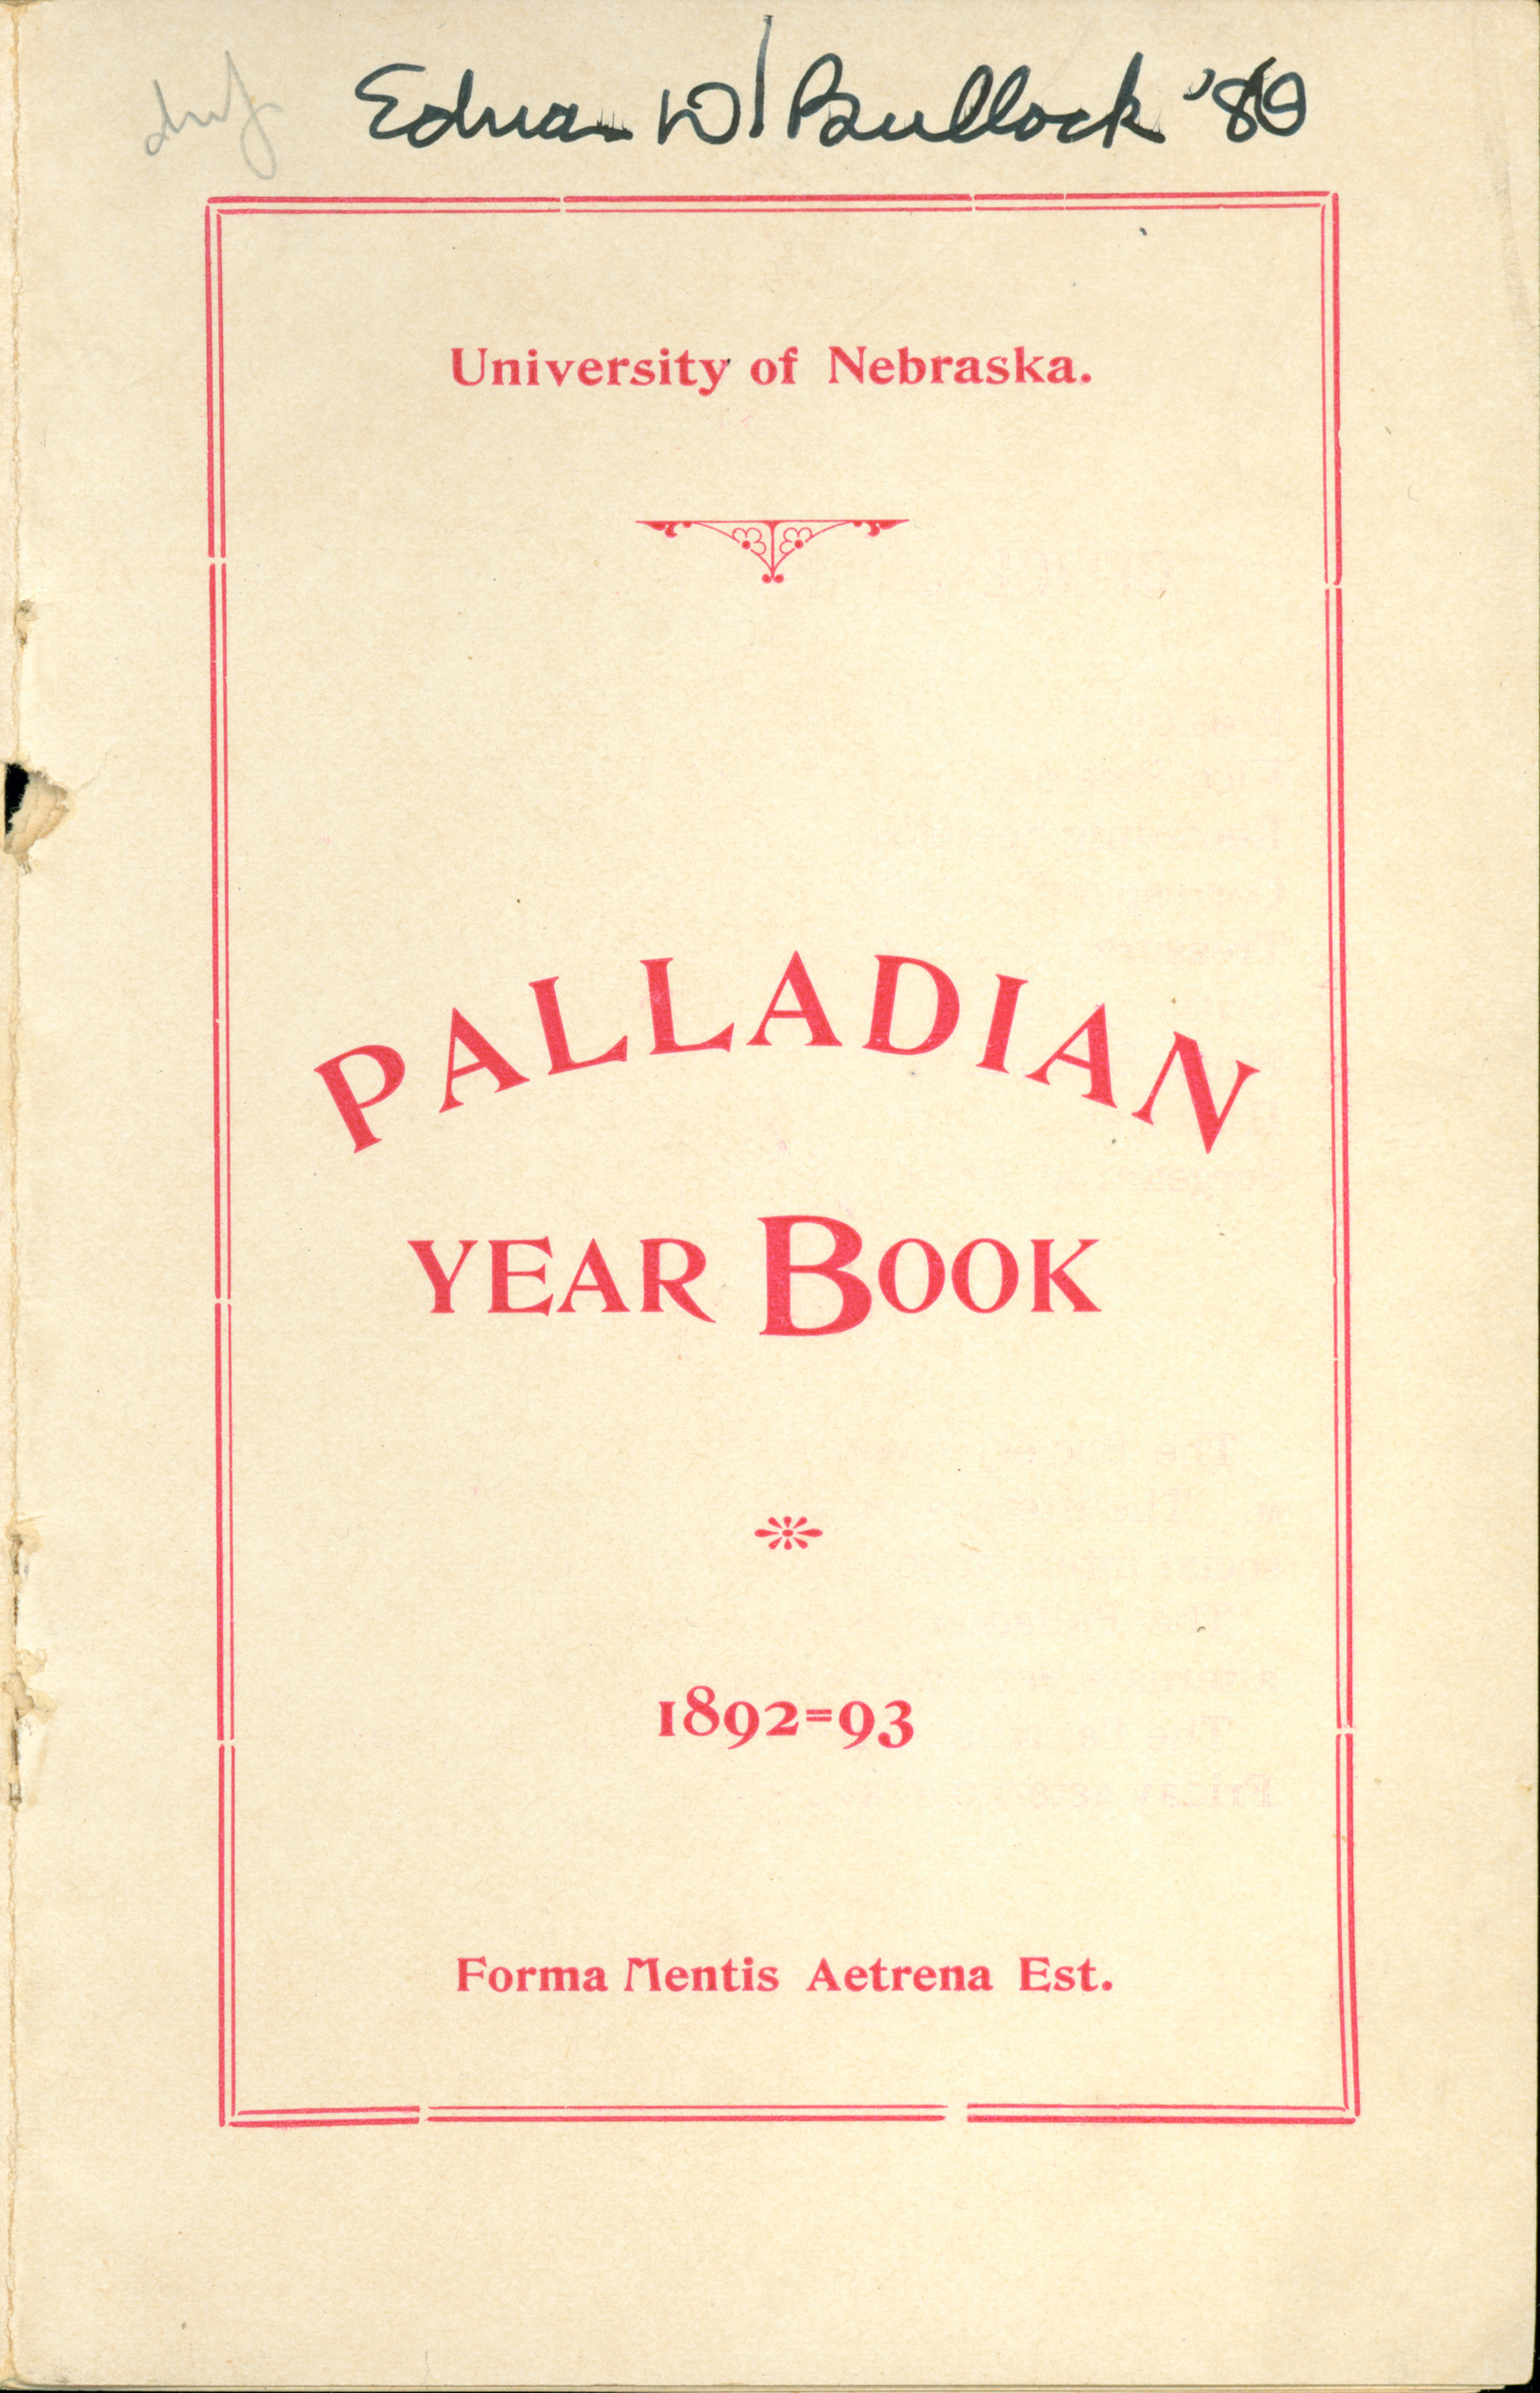 Edna D Bullock '89
University of Nebraska.
PALLADIAN
YEAR BOOK
1892=93
Forma Mentis Aetrena Est.